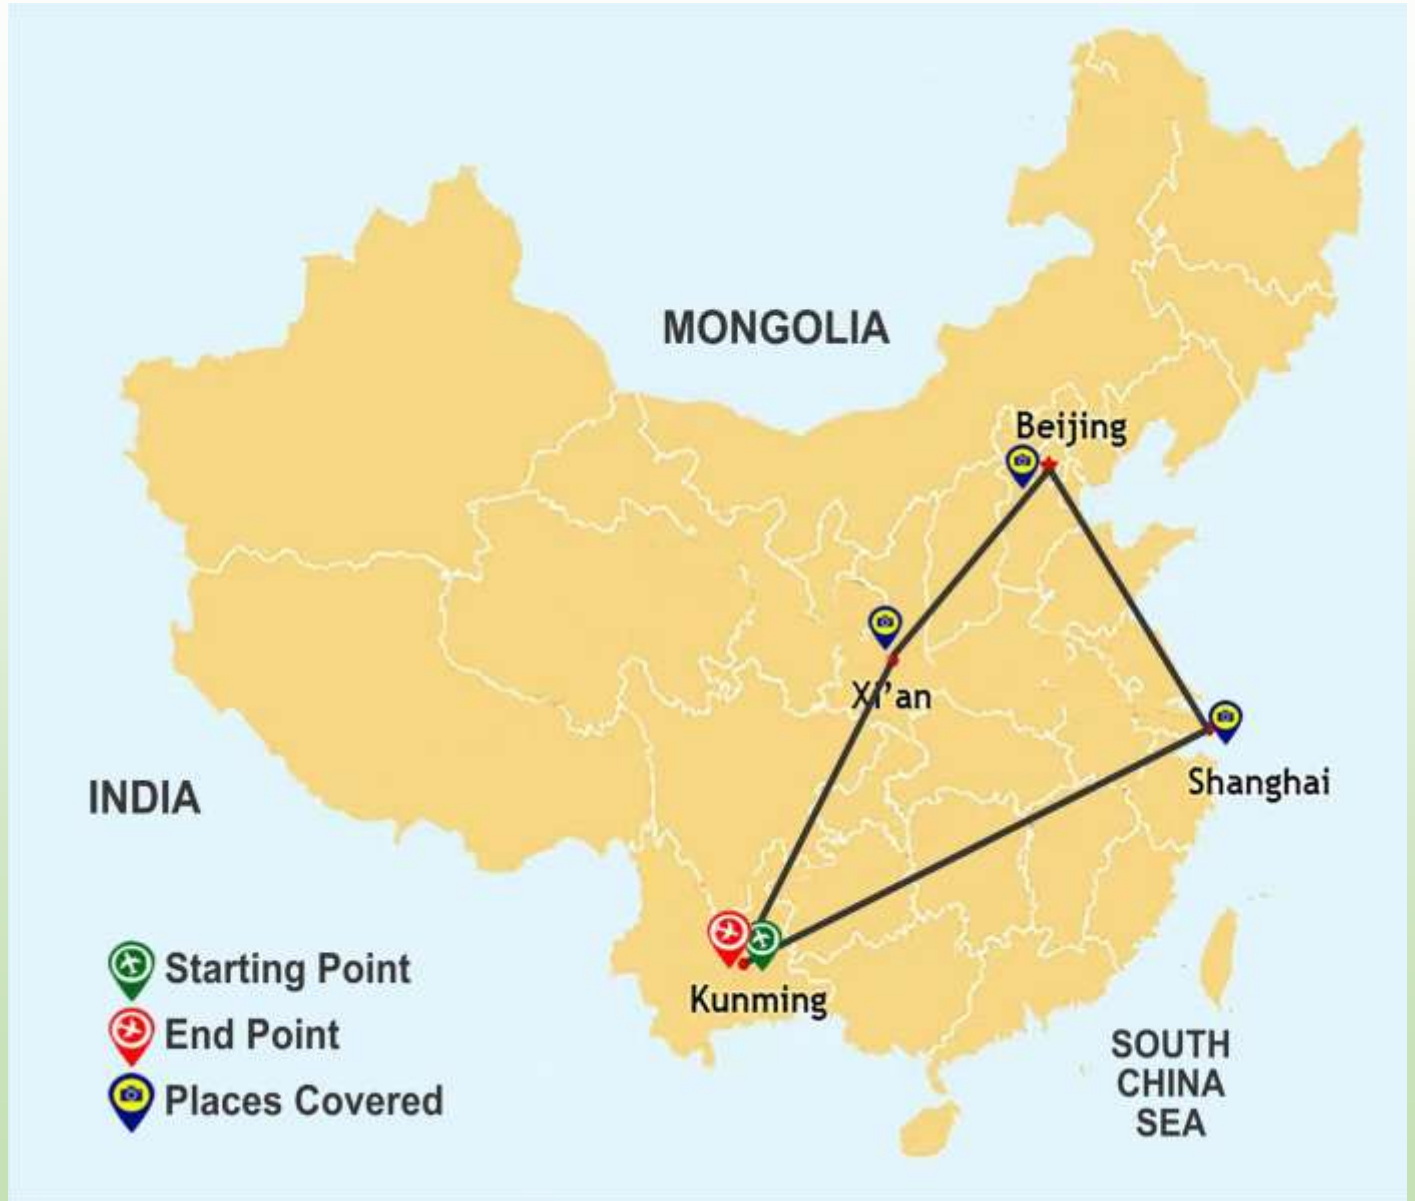 MONGOLIA
Beijing
Xi'an
Shanghai
INDIA
Kunming
Starting Point
End Point
Places Covered
SOUTH
CHINA
SEA